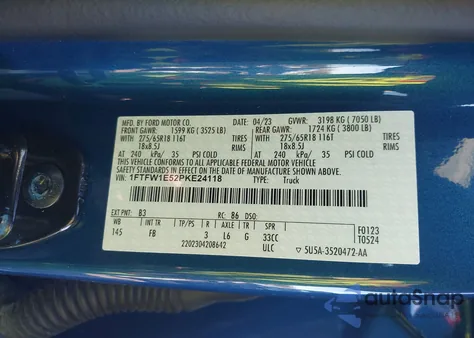 MFD. BY FORD MOTOR CO.
DATE: 04/23 GVWR: 3198 KG ( 7050 LB)
FRONT GAWR: 1599 KG ( 3525 LB) REAR GAWR: 1724 KG ( 3800 LB)
WITH 275/65R18 116T TIRES WITH 275/65R18 116T TIRES
18x8.5J RIMS 18x8.5J RIMS
AT 240 kPa/ 35 PSI COLD AT 240 kPa/ 35 PSI COLD
THIS VEHICLE CONFORMS TO ALL APPLICABLE FEDERAL MOTOR VEHICLE
SAFETY STANDARDS IN EFFECT ON THE DATE OF MANUFACTURE SHOWN ABOVE.
VIN: 1FTFW1E52PKE24118 TYPE: Truck
EXT PNT: B3 RC: 86 DSO:
WB INT TR TP/PS R AXLE TR SPR F0123
145 FB 3 L6 G 33CC T0524
2202304208642 ULC ▽ 5U5A-3520472-AA
autoSnap